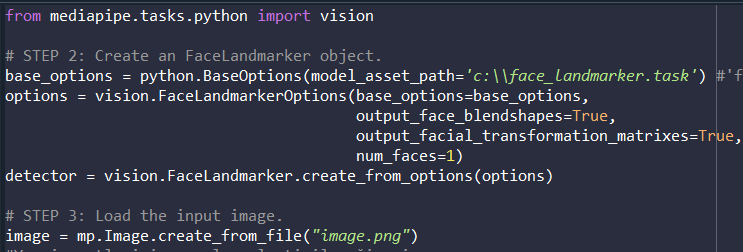 from mediapipe.tasks.python import vision
# STEP 2: Create an FaceLandmarker object.
base_options = python.BaseOptions(model_asset_path='c:\\face_landmarker.task') #'f
options = vision.FaceLandmarkerOptions(base_options=base_options,
output_face_blendshapes=True,
output_facial_transformation_matrixes=True,
num_faces=1)
detector = vision.FaceLandmarker.create_from_options(options)
# STEP 3: Load the input image.
image = mp.Image.create_from_file("image.png")